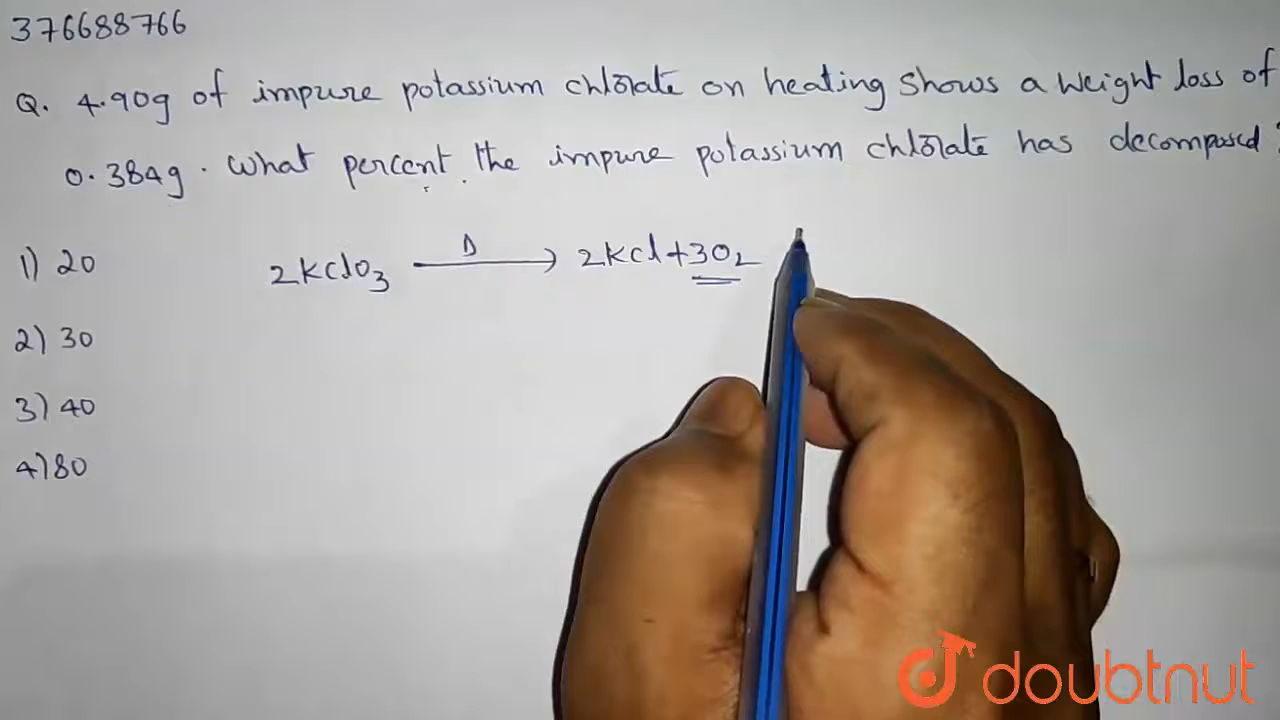 376688766
Q. 4.90g of impure potassium chlorate on heating shows a weight loss of
0.384g. What percent the impure potassium chlorate has decomposed?
1) 20
2KClO3 Δ → 2KCl+3O2
2) 30
3) 40
4) 80
doubtnut